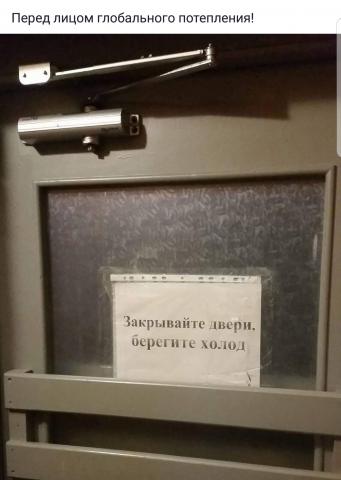 Перед лицом глобального потепления!
Закрывайте двери,
берегите холод